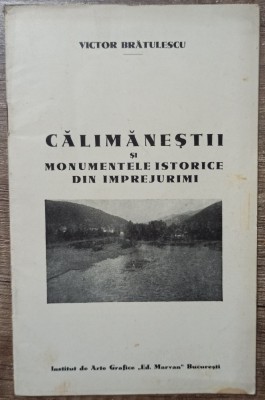 VICTOR BRĂTULESCU
CĂLIMĂNEȘTII
ȘI
MONUMENTELE ISTORICE
DIN IMPREJURIMI
Institut de Arte Grafice „Ed. Marvan" București